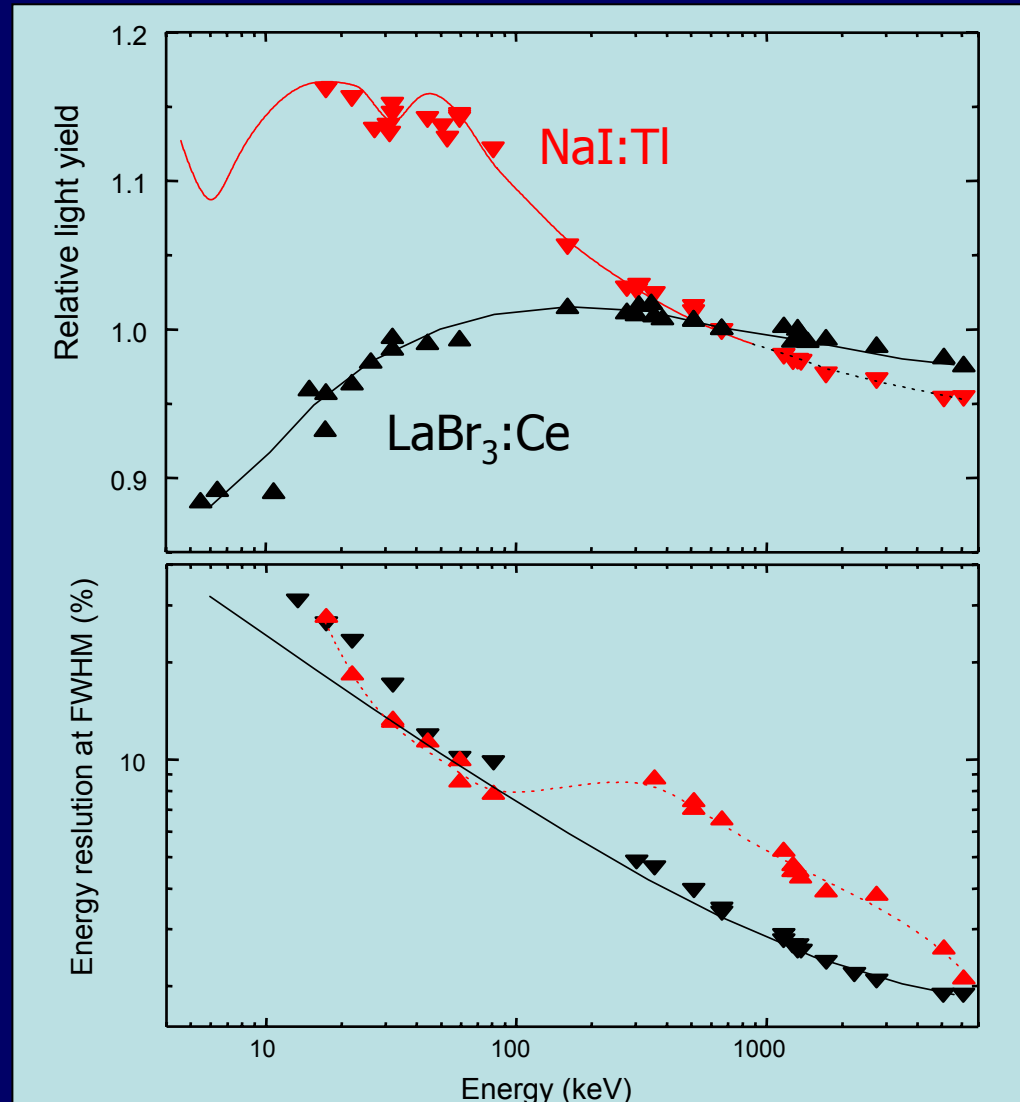 Relative light yield
1.2
1.1
1.0
0.9
NaI:Tl
LaBr₃:Ce
Energy reslution at FWHM (%)
10
10
100
1000
Energy (keV)